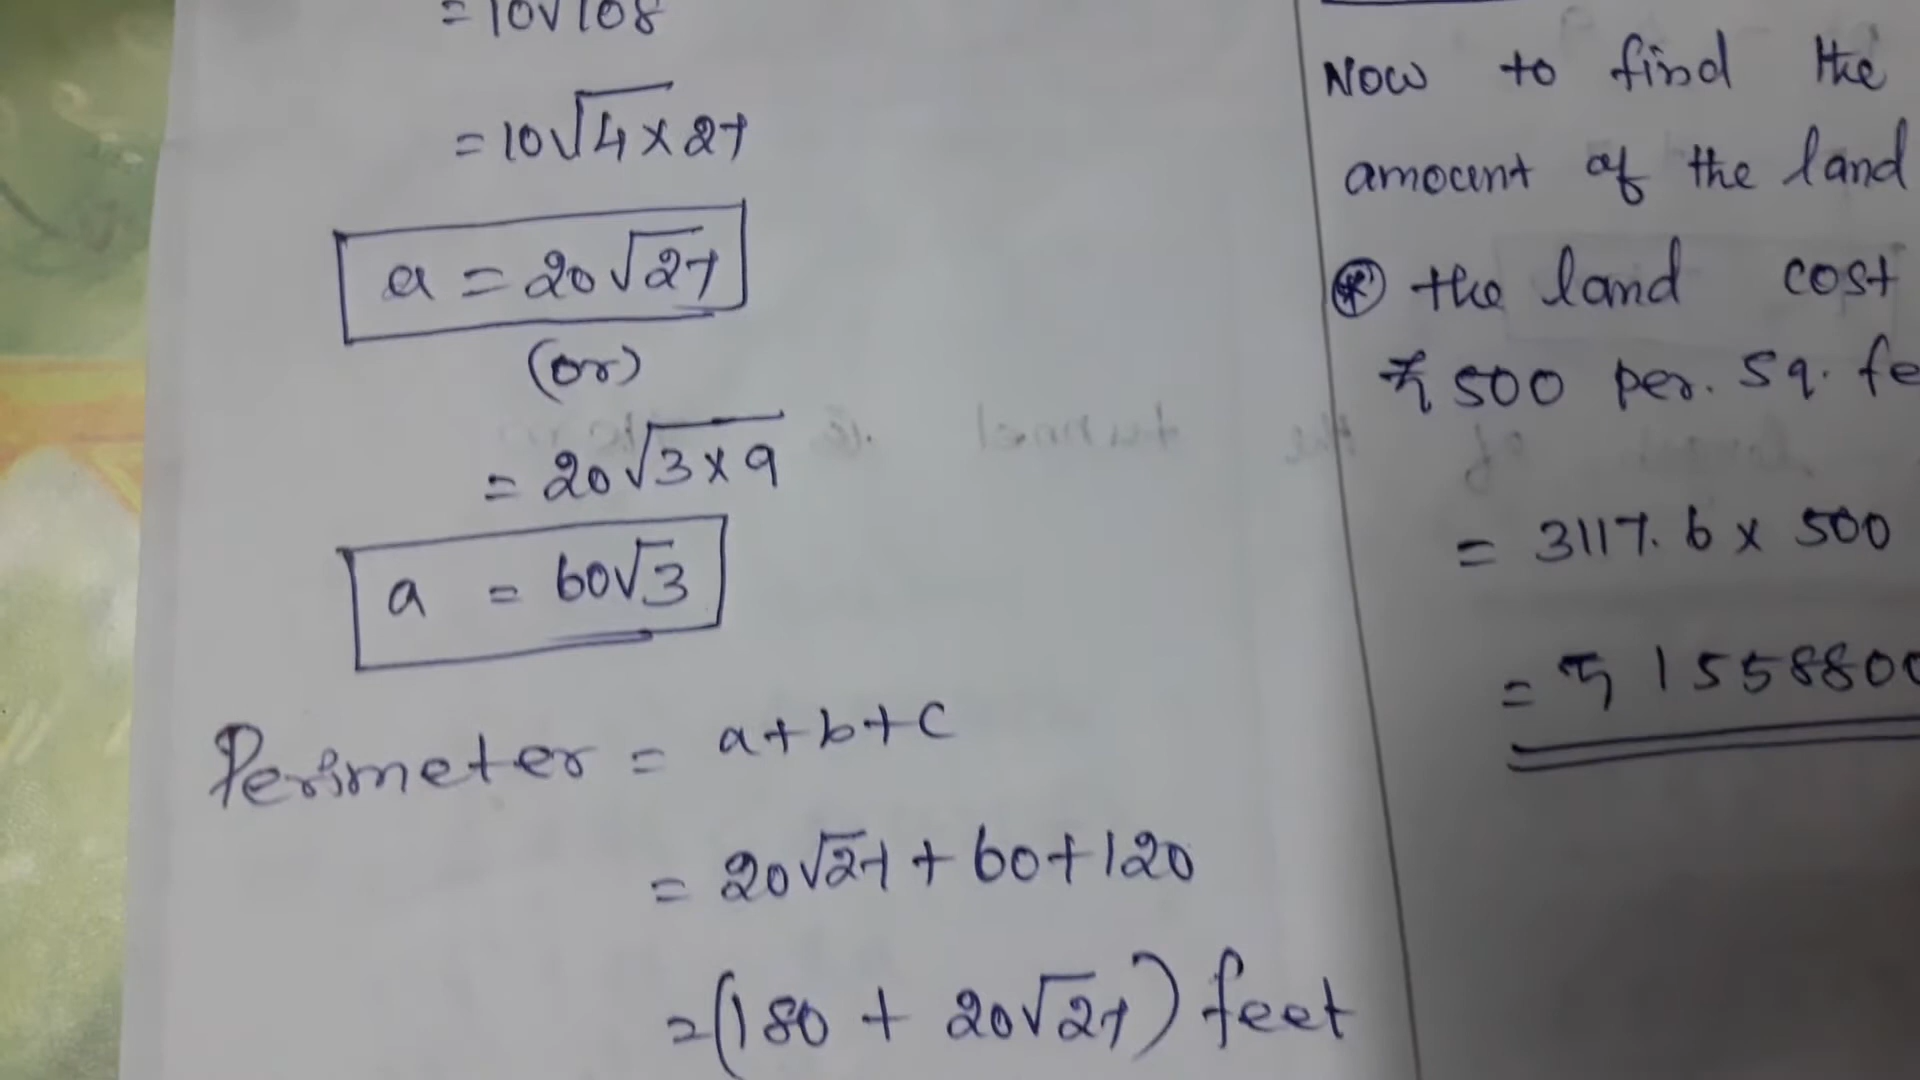 = 10√108
= 10√4×27
a = 20√27
(or)
= 20√3×9
a = 60√3
Perimeter = a+b+c
= 20√27 + 60+120
= (180 + 20√27) feet
Now to find the
amount of the land
* the land cost
₹ 500 per. Sq. fe
= 3117.6 x 500
= ₹ 1558800